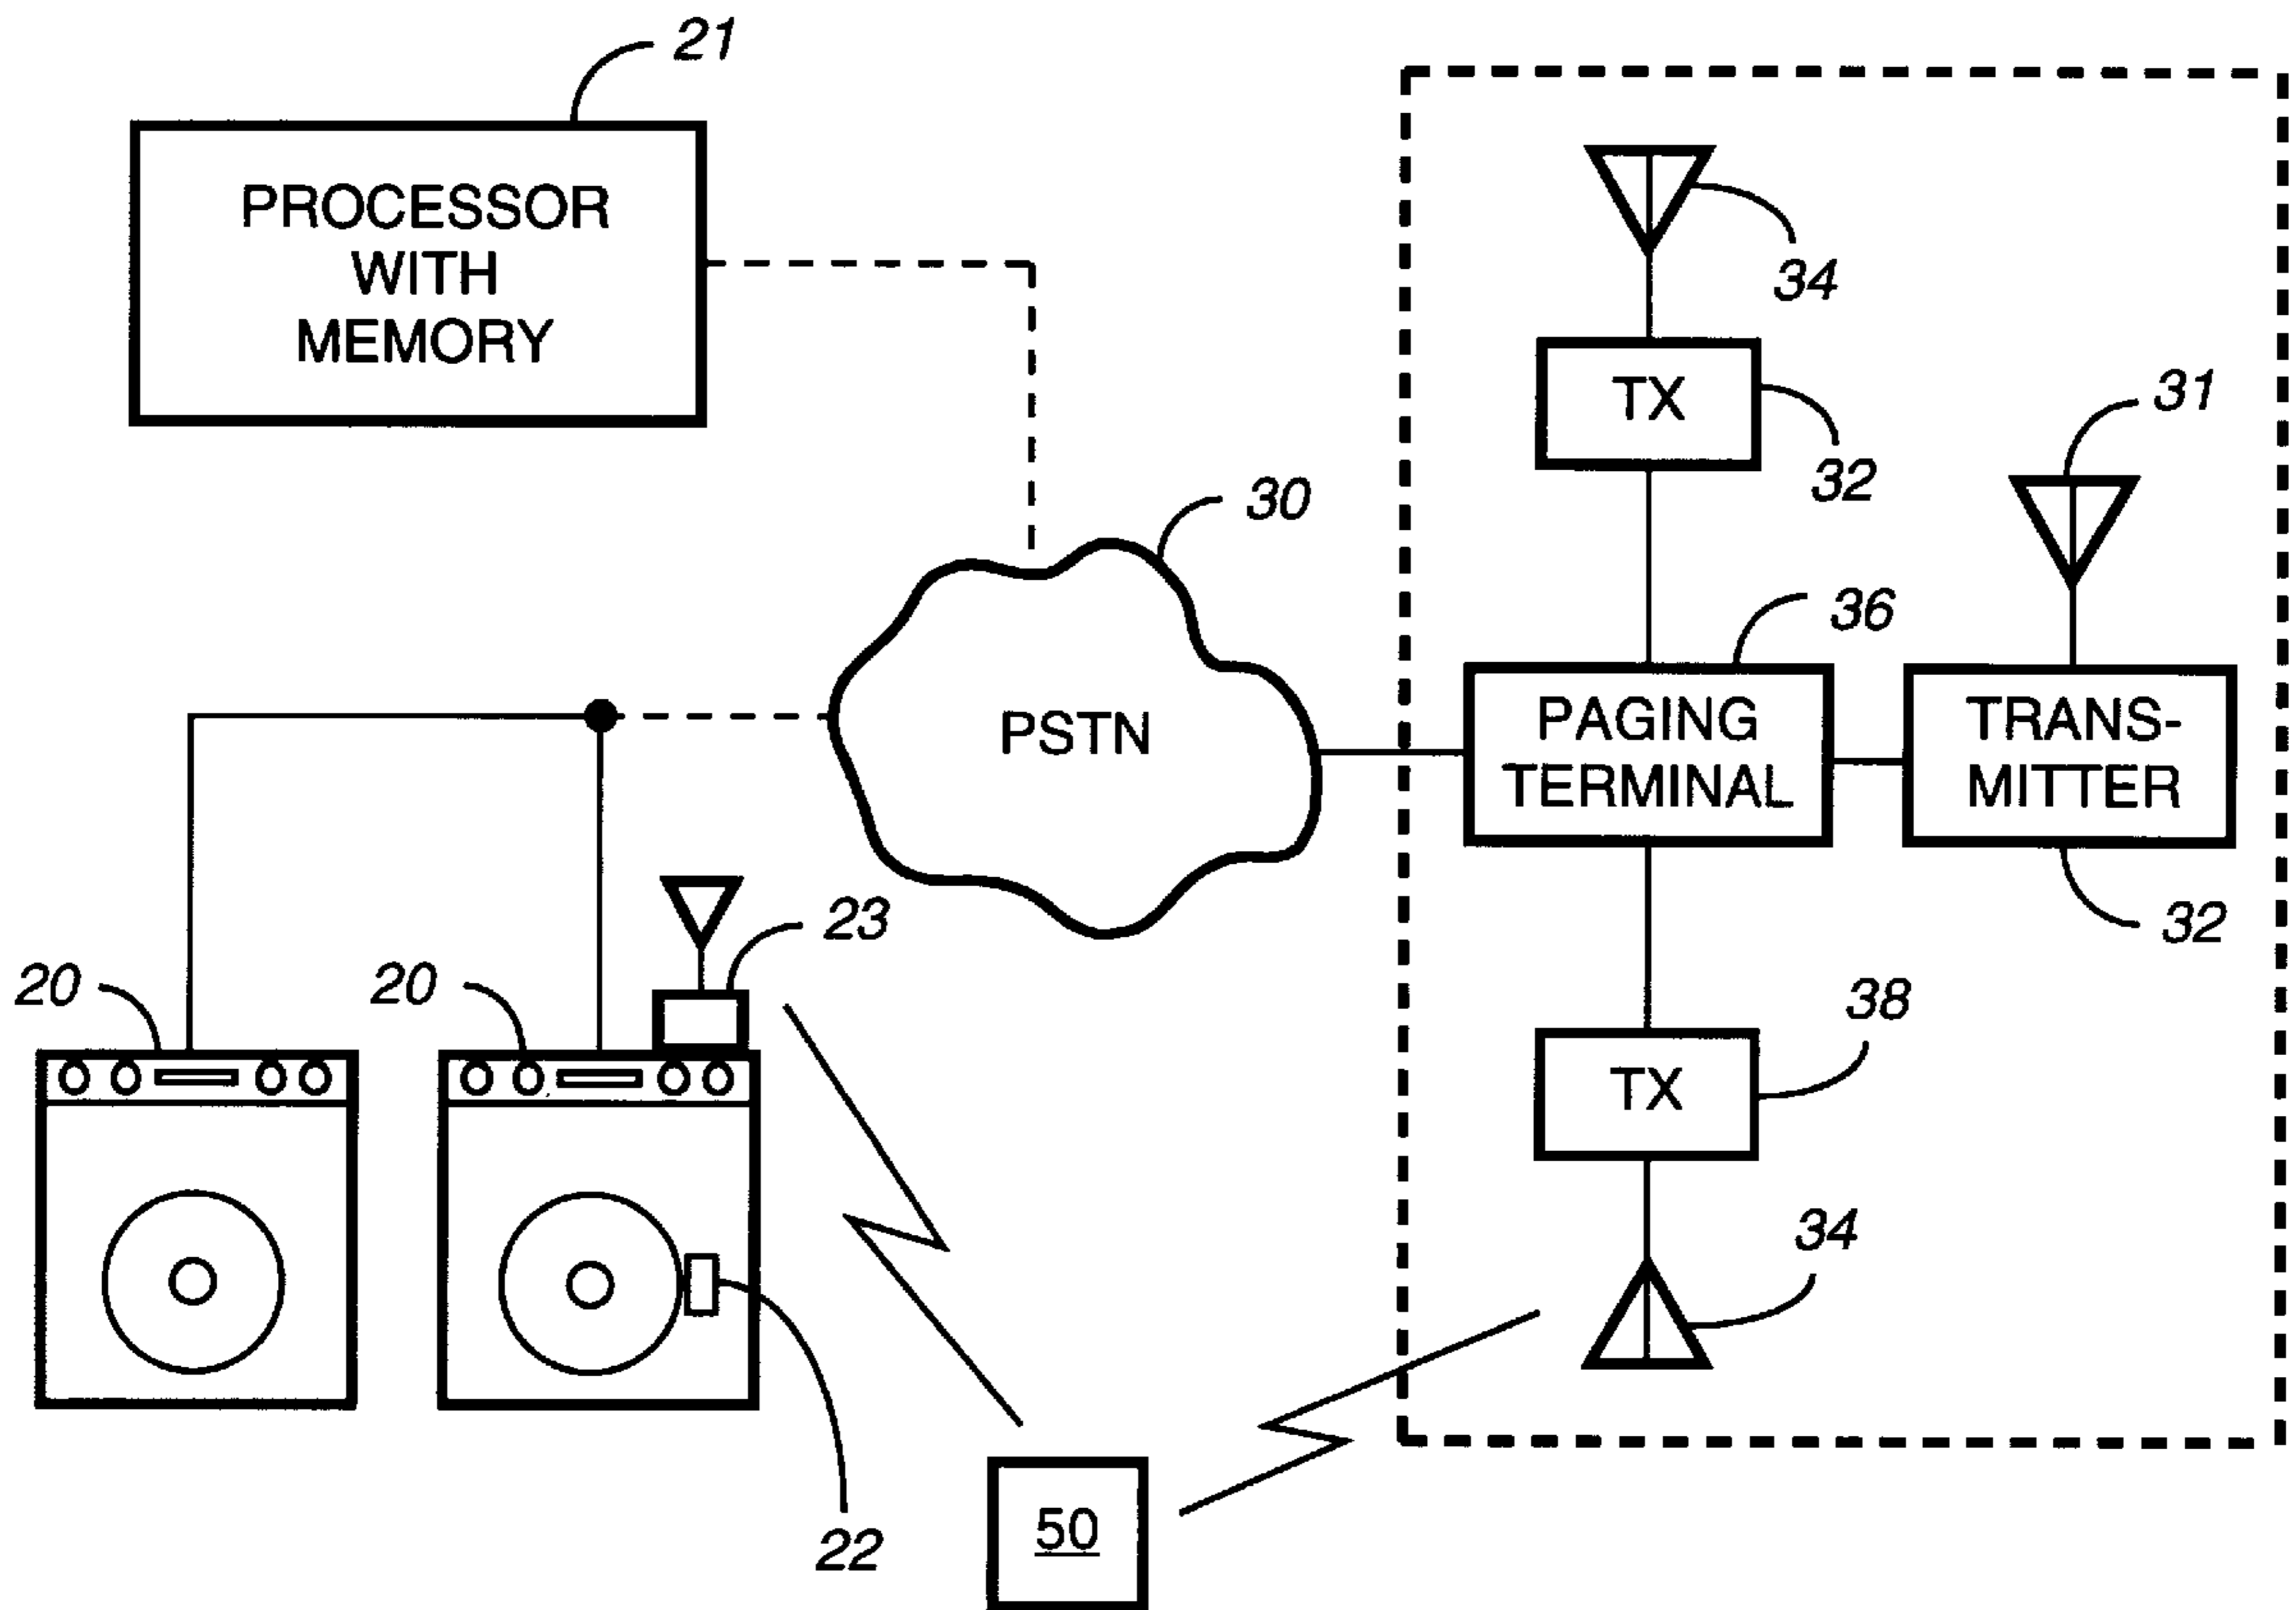 21
PROCESSOR
WITH
MEMORY
34
TX
32
31
30
36
PSTN
PAGING
TERMINAL
TRANS-
MITTER
32
23
20
20
38
TX
34
22
50